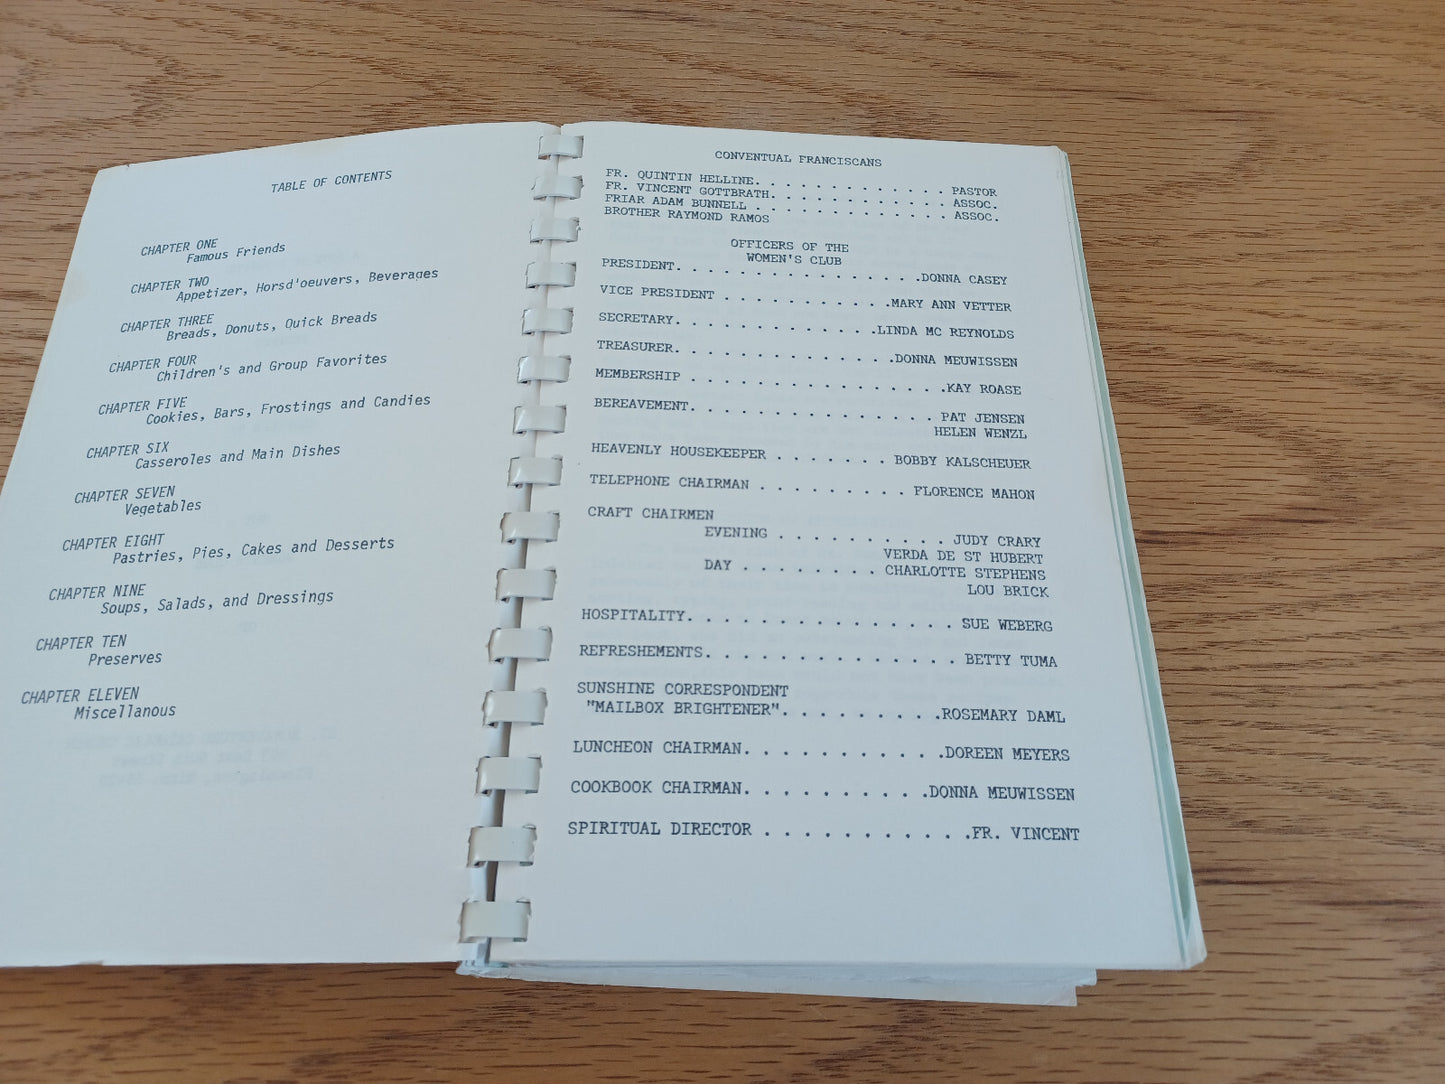 TABLE OF CONTENTS
CHAPTER ONE
Famous Friends
CHAPTER TWO
Appetizer, Horsd'oeuvers, Beverages
CHAPTER THREE
Breads, Donuts, Quick Breads
CHAPTER FOUR
Children's and Group Favorites
CHAPTER FIVE
Cookies, Bars, Frostings and Candies
CHAPTER SIX
Casseroles and Main Dishes
CHAPTER SEVEN
Vegetables
CHAPTER EIGHT
Pastries, Pies, Cakes and Desserts
CHAPTER NINE
Soups, Salads, and Dressings
CHAPTER TEN
Preserves
CHAPTER ELEVEN
Miscellanous
CONVENTUAL FRANCISCANS
FR. QUINTIN HELLINE. . . . . . . . . . . . . PASTOR
FR. VINCENT GOTTBRATH. . . . . . . . . . . . ASSOC.
FRIAR ADAM BUNNELL . . . . . . . . . . . . . ASSOC.
BROTHER RAYMOND RAMOS
OFFICERS OF THE
WOMEN'S CLUB
PRESIDENT. . . . . . . . . . . . . . . .DONNA CASEY
VICE PRESIDENT . . . . . . . . . . .MARY ANN VETTER
SECRETARY. . . . . . . . . . . . .LINDA MC REYNOLDS
TREASURER. . . . . . . . . . . . . .DONNA MEUWISSEN
MEMBERSHIP . . . . . . . . . . . . . . . . .KAY ROASE
BEREAVEMENT. . . . . . . . . . . . . . . . PAT JENSEN
HELEN WENZL
HEAVENLY HOUSEKEEPER . . . . . . . BOBBY KALSCHEUER
TELEPHONE CHAIRMAN . . . . . . . . . FLORENCE MAHON
CRAFT CHAIRMEN
EVENING . . . . . . . . . . . JUDY CRARY
VERDA DE ST HUBERT
DAY . . . . . . . . . CHARLOTTE STEPHENS
LOU BRICK
HOSPITALITY. . . . . . . . . . . . . . . . SUE WEBERG
REFRESHEMENTS. . . . . . . . . . . . . . . BETTY TUMA
SUNSHINE CORRESPONDENT
"MAILBOX BRIGHTENER". . . . . . . . . .ROSEMARY DAML
LUNCHEON CHAIRMAN. . . . . . . . . . . .DOREEN MEYERS
COOKBOOK CHAIRMAN. . . . . . . . . . .DONNA MEUWISSEN
SPIRITUAL DIRECTOR . . . . . . . . . . . .FR. VINCENT